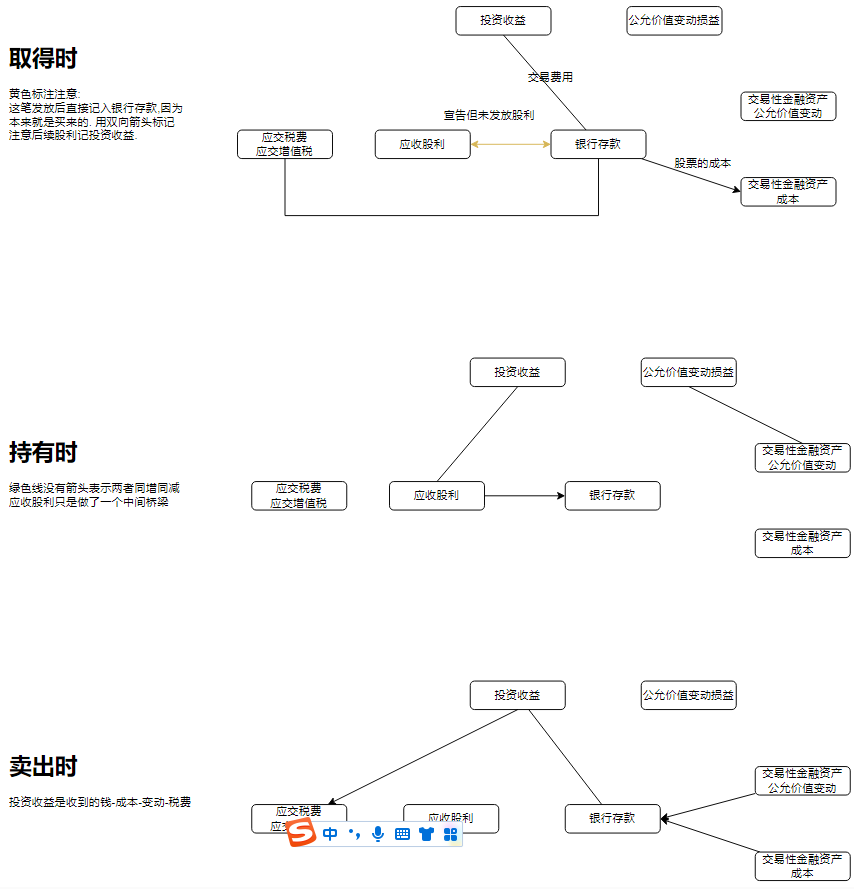 投资收益
公允价值变动损益
取得时
交易费用
黄色标注注意:
这笔发放后直接记入银行存款,因为
本来就是买来的. 用双向箭头标记
注意后续股利记投资收益.
交易性金融资产
公允价值变动
宣告但未发放股利
应交税费
应交增值税
应收股利
银行存款
股票的成本
交易性金融资产
成本
投资收益
公允价值变动损益
持有时
交易性金融资产
公允价值变动
绿色线没有箭头表示两者同增同减
应收股利只是做了一个中间桥梁
应交税费
应交增值税
应收股利
银行存款
交易性金融资产
成本
投资收益
公允价值变动损益
卖出时
交易性金融资产
公允价值变动
投资收益是收到的钱-成本-变动-税费
应交税费
应
应收股利
银行存款
中
交易性金融资产
成本